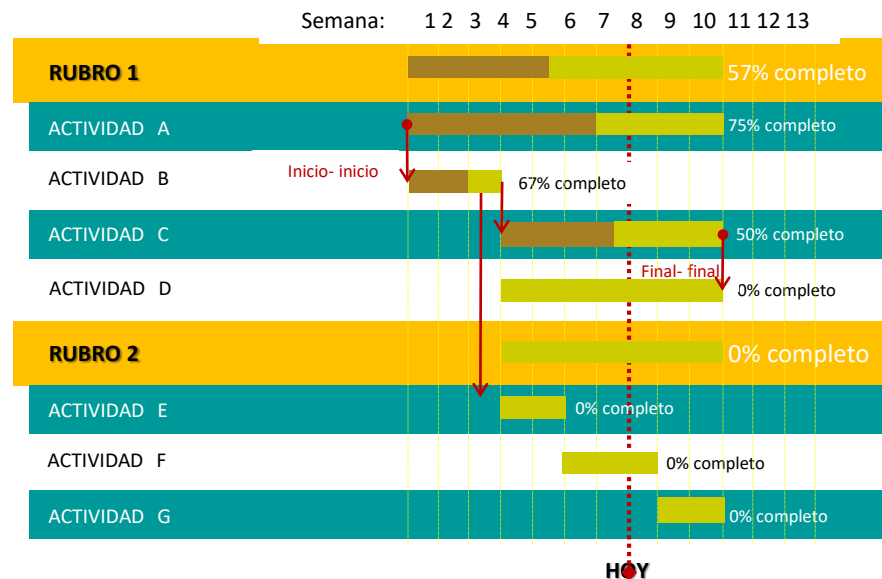 Semana: 1 2 3 4 5 6 7 8 9 10 11 12 13
RUBRO 1 57% completo
ACTIVIDAD A 75% completo
ACTIVIDAD B Inicio- inicio 67% completo
ACTIVIDAD C 50% completo
Final- final
ACTIVIDAD D 0% completo
RUBRO 2 0% completo
ACTIVIDAD E 0% completo
ACTIVIDAD F 0% completo
ACTIVIDAD G 0% completo
HOY